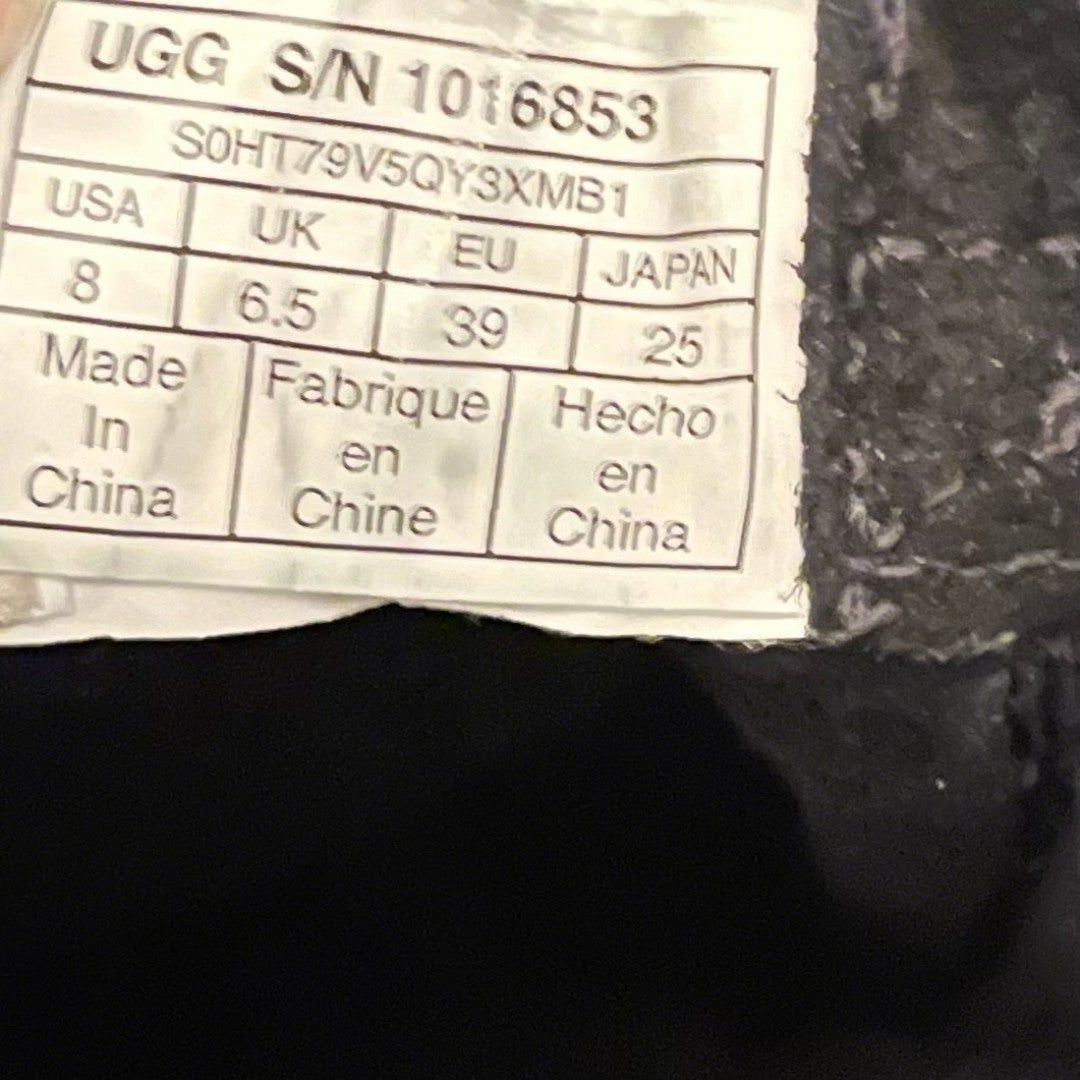 UGG S/N 1016853
S0HT79V5QY3XMB1
USA UK EU JAPAN
8 6.5 39 25
Made In China
Fabrique en Chine
Hecho en China